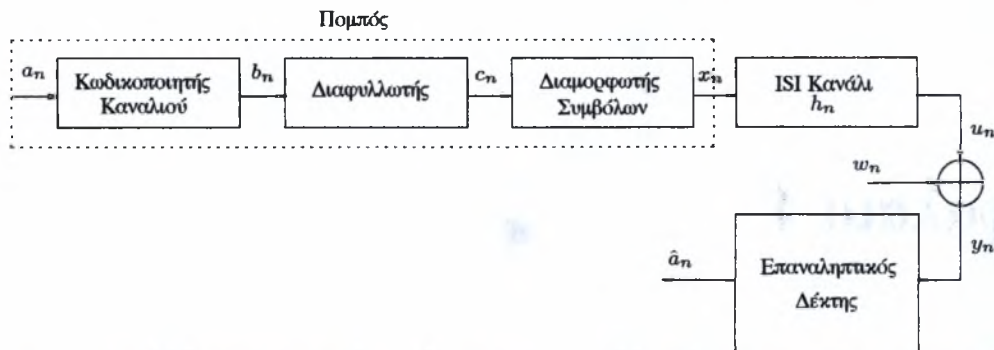 Πομπός
a_n
Κωδικοποιητής
Καναλιού
b_n
Διαφυλλωτής
c_n
Διαμορφωτής
Συμβόλων
x_n
ISI Κανάλι
h_n
u_n
w_n
y_n
Επαναληπτικός
Δέκτης
â_n